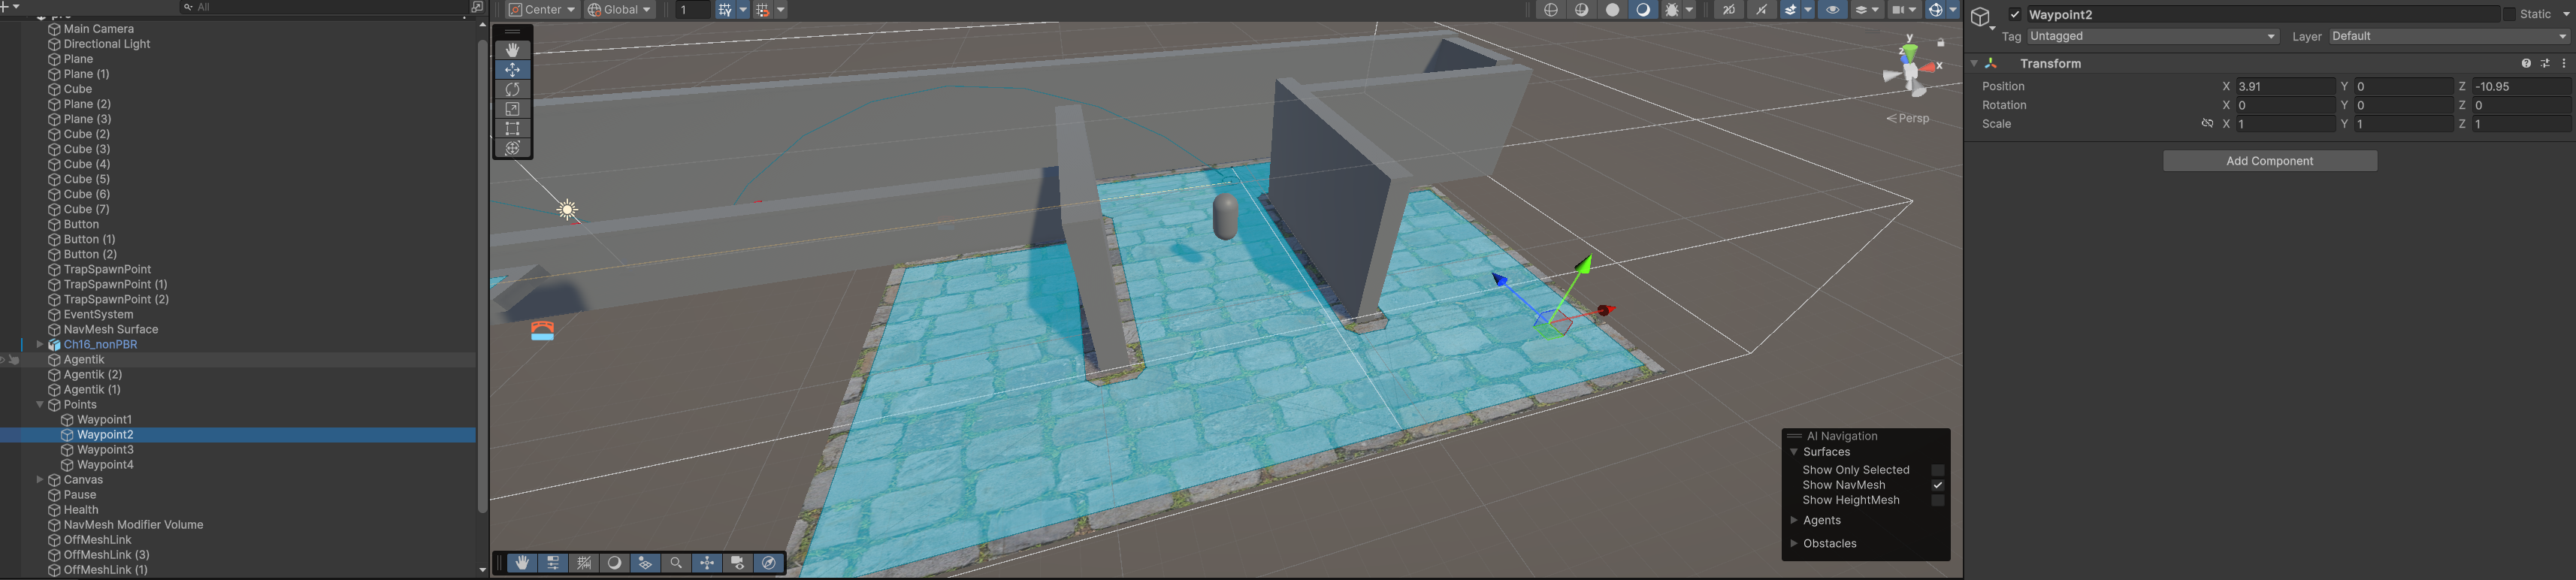 All
Center
Global
1
2D
pro
Main Camera
Directional Light
Plane
Plane (1)
Cube
Plane (2)
Plane (3)
Cube (2)
Cube (3)
Cube (4)
Cube (5)
Cube (6)
Cube (7)
Button
Button (1)
Button (2)
TrapSpawnPoint
TrapSpawnPoint (1)
TrapSpawnPoint (2)
EventSystem
NavMesh Surface
Ch16_nonPBR
Agentik
Agentik (2)
Agentik (1)
Points
Waypoint1
Waypoint2
Waypoint3
Waypoint4
Canvas
Pause
Health
NavMesh Modifier Volume
OffMeshLink
OffMeshLink (3)
OffMeshLink (1)
y
z
x
Persp
AI Navigation
Surfaces
Show Only Selected
Show NavMesh
Show HeightMesh
Agents
Obstacles
Waypoint2
Static
Tag Untagged Layer Default
Transform
Position X 3.91 Y 0 Z -10.95
Rotation X 0 Y 0 Z 0
Scale X 1 Y 1 Z 1
Add Component